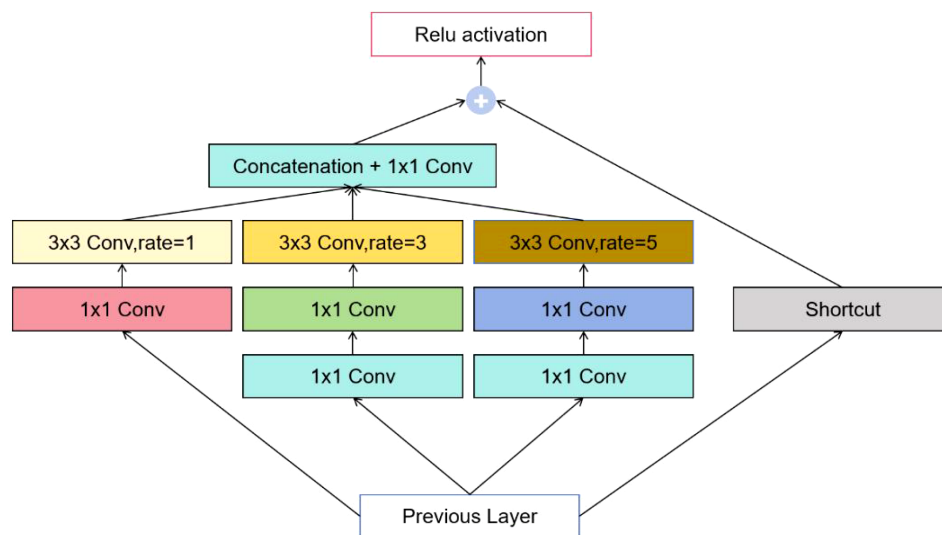 Relu activation
Concatenation + 1x1 Conv
3x3 Conv,rate=1
3x3 Conv,rate=3
3x3 Conv,rate=5
1x1 Conv
1x1 Conv
1x1 Conv
Shortcut
1x1 Conv
1x1 Conv
Previous Layer